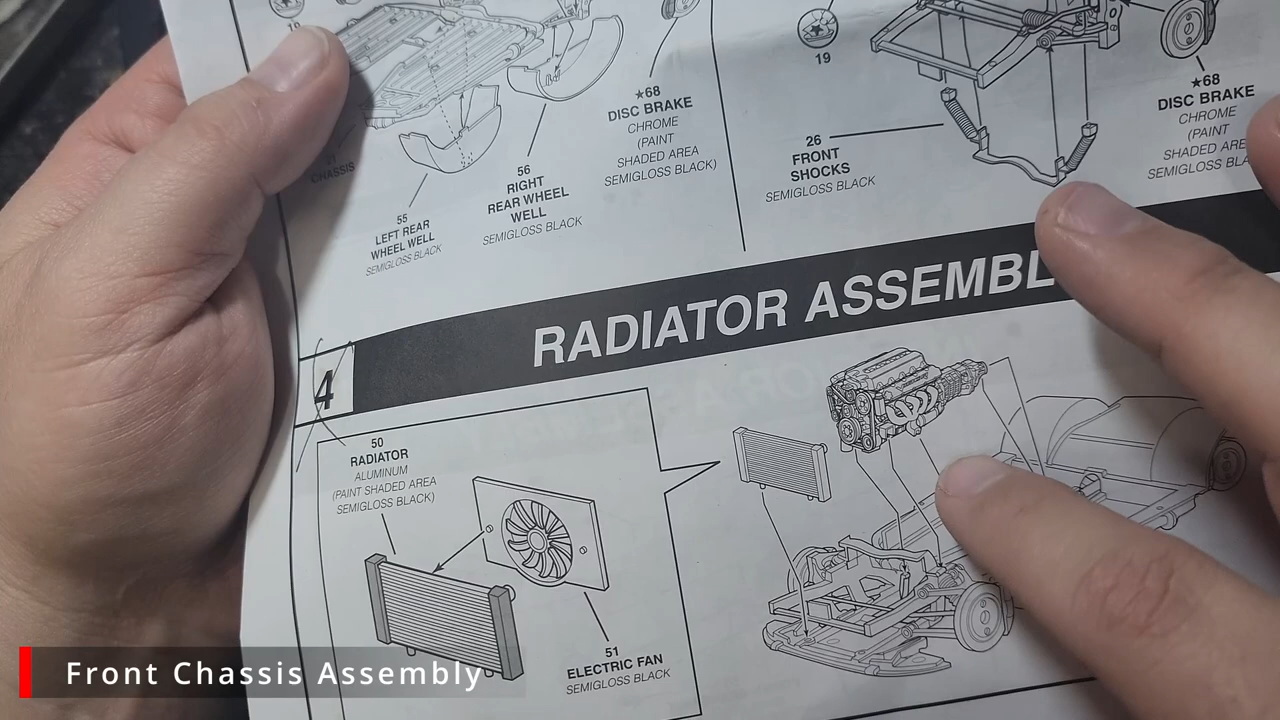 19
★68
DISC BRAKE
CHROME
(PAINT
SHADED AREA
SEMIGLOSS BLACK)
★68
DISC BRAKE
CHROME
(PAINT
SHADED AREA
SEMIGLOSS BLA
26
FRONT
SHOCKS
SEMIGLOSS BLACK
CHASSIS
56
RIGHT
REAR WHEEL
WELL
SEMIGLOSS BLACK
55
LEFT REAR
WHEEL WELL
SEMIGLOSS BLACK
4
RADIATOR ASSEMBL
50
RADIATOR
ALUMINUM
(PAINT SHADED AREA
SEMIGLOSS BLACK)
51
ELECTRIC FAN
SEMIGLOSS BLACK
Front Chassis Assembly